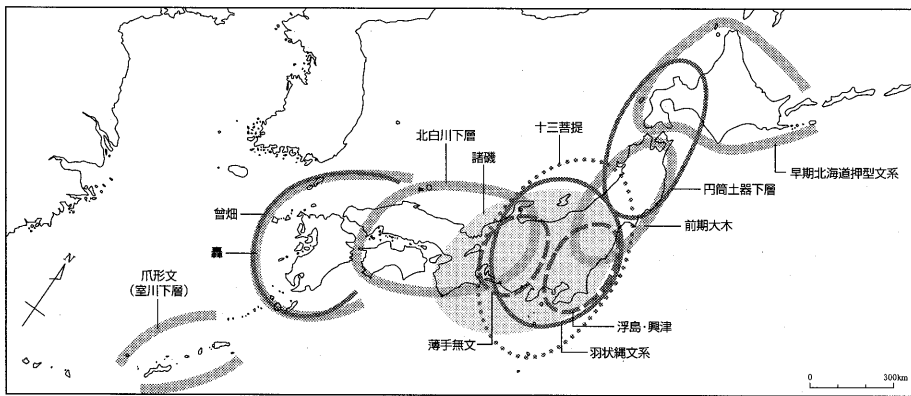 十三菩提
北白川下層
諸磯
早期北海道押型文系
円筒土器下層
曾畑
前期大木
轟
爪形文
(室川下層)
N
浮島・興津
薄手無文
羽状縄文系
0 300km